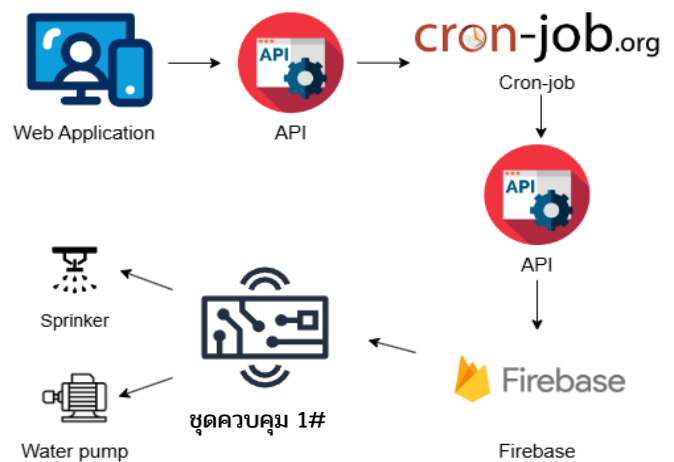 API
cron-job.org
Cron-job
Web Application
API
API
API
Sprinker
Firebase
ชุดควบคุม 1#
Water pump
Firebase